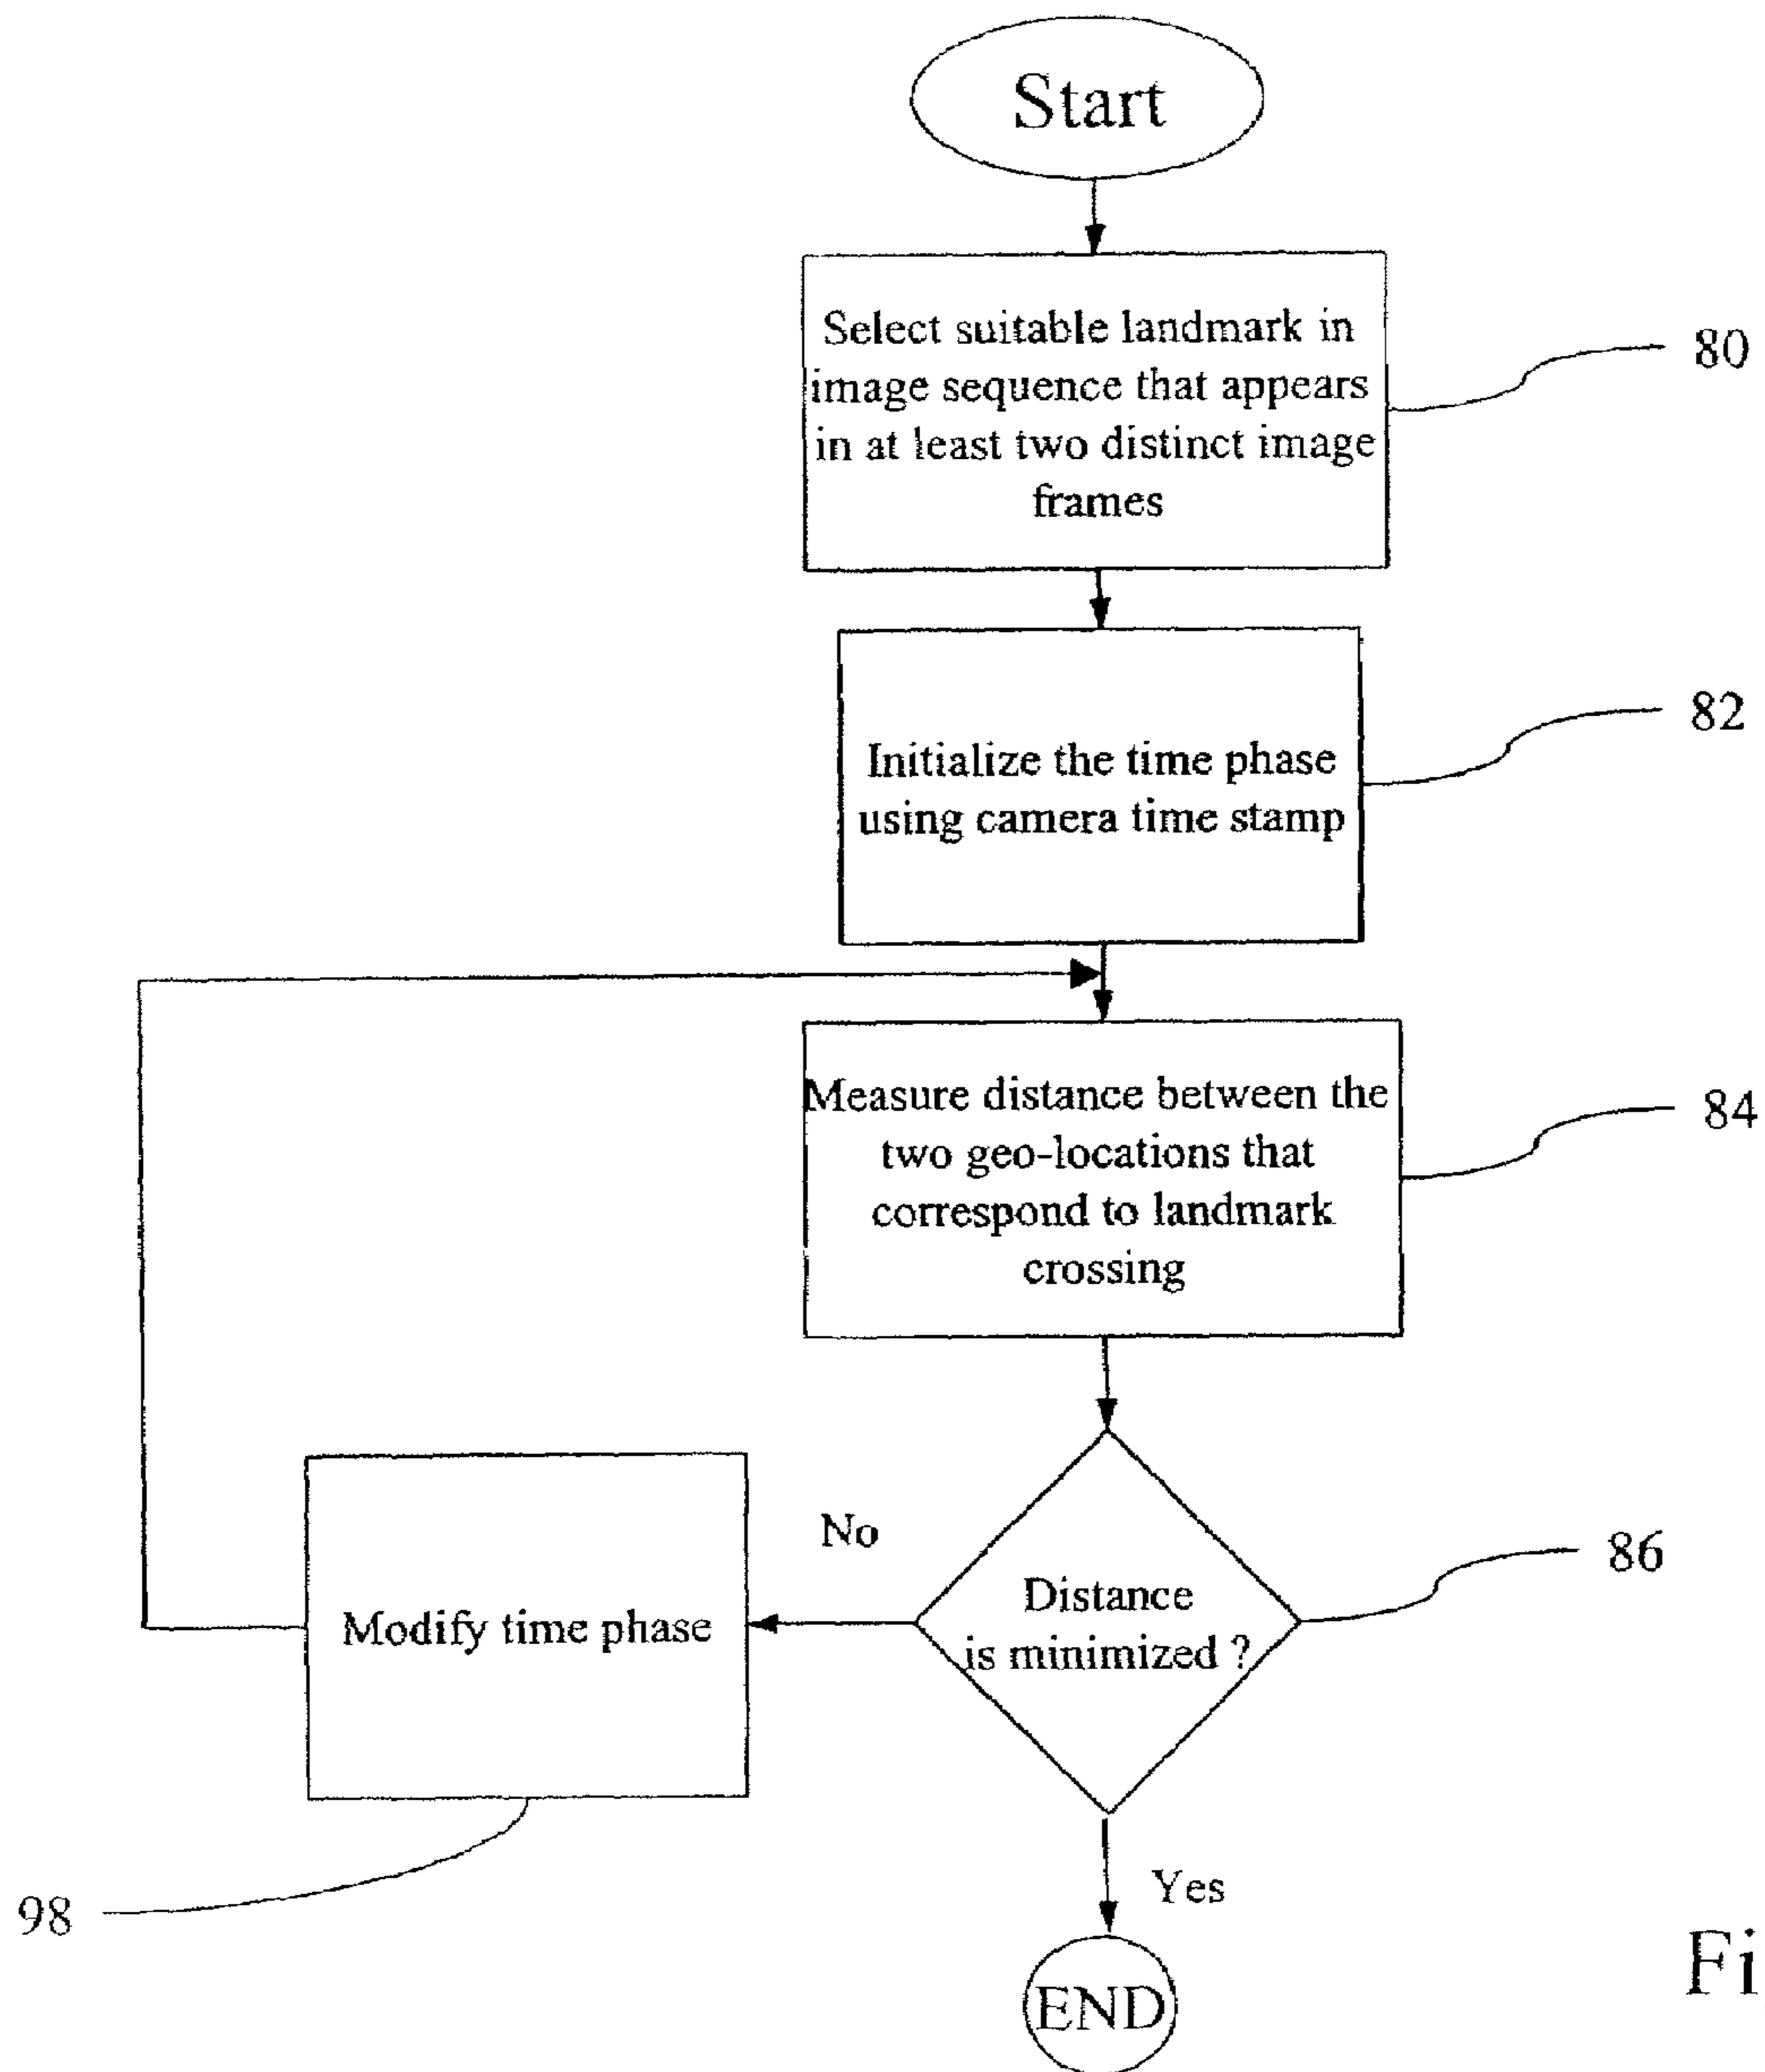 Start
Select suitable landmark in
image sequence that appears
in at least two distinct image
frames
80
Initialize the time phase
using camera time stamp
82
Measure distance between the
two geo-locations that
correspond to landmark
crossing
84
No
Distance
is minimized ?
86
Modify time phase
98
Yes
END
Fi